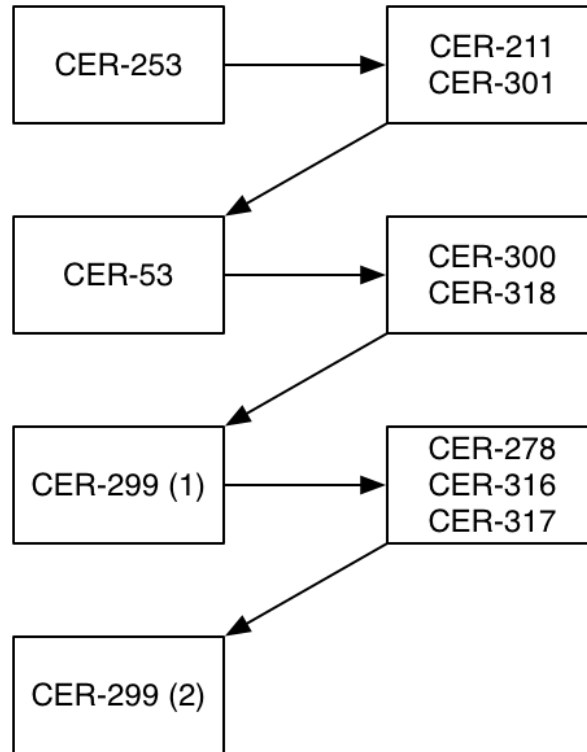 CER-253
CER-211
CER-301
CER-53
CER-300
CER-318
CER-299 (1)
CER-278
CER-316
CER-317
CER-299 (2)